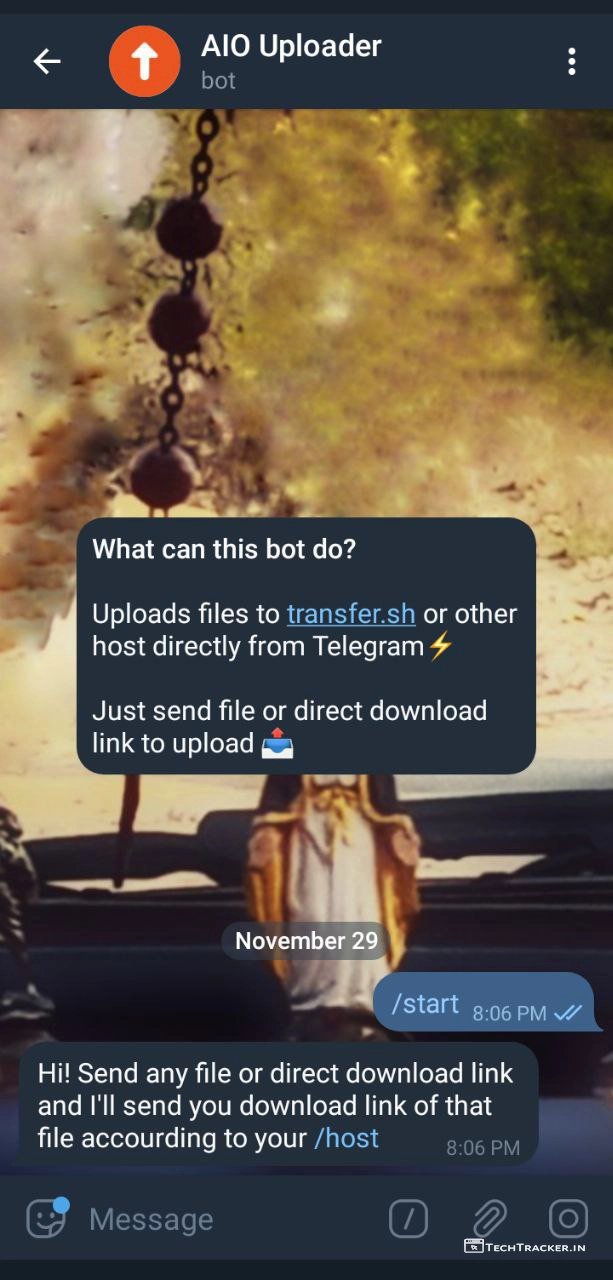 AIO Uploader
bot
What can this bot do?
Uploads files to transfer.sh or other
host directly from Telegram⚡
Just send file or direct download
link to upload 📤
November 29
/start 8:06 PM
Hi! Send any file or direct download link
and I'll send you download link of that
file accourding to your /host 8:06 PM
Message
TECHTRACKER.IN